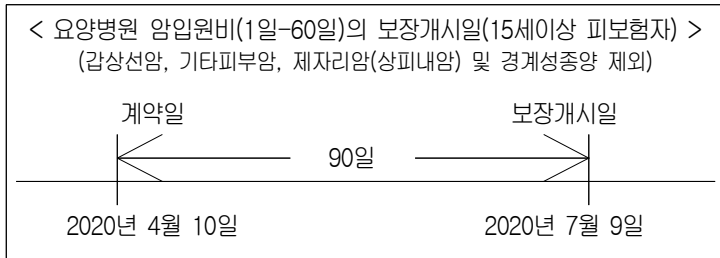 < 요양병원 암입원비(1일-60일)의 보장개시일(15세이상 피보험자) >
(갑상선암, 기타피부암, 제자리암(상피내암) 및 경계성종양 제외)
계약일 보장개시일
90일
2020년 4월 10일 2020년 7월 9일